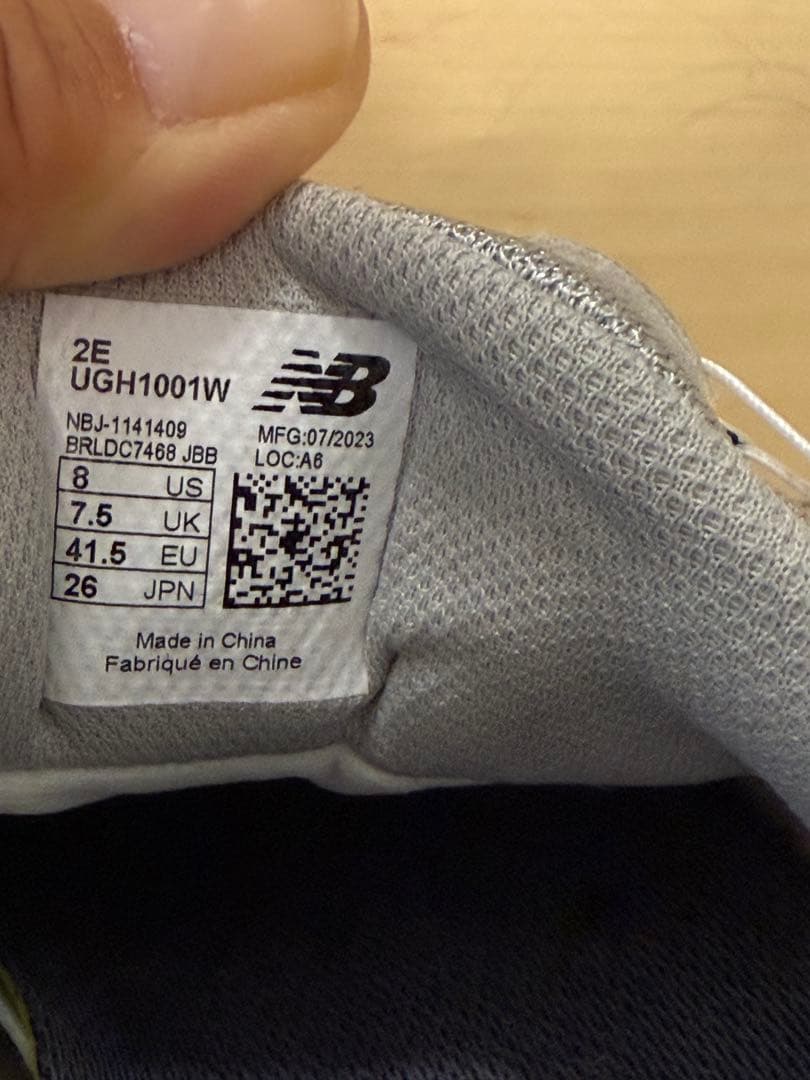 2E
UGH1001W
NB
NBJ-1141409
BRLDC7468 JBB
MFG:07/2023
LOC:A6
8 US
7.5 UK
41.5 EU
26 JPN
Made in China
Fabriqué en Chine